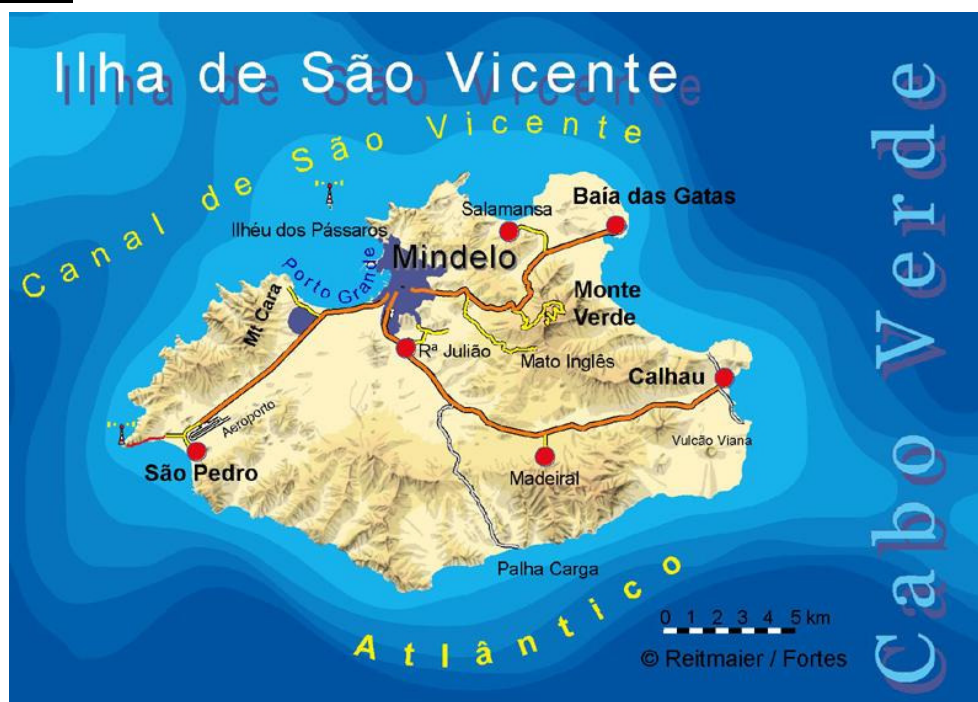 Ilha de São Vicente
Canal de São Vicente
Ilhéu dos Pássaros
Salamansa
Baía das Gatas
Porto Grande
Mindelo
Mt Cara
Monte
Verde
Rª Julião
Mato Inglês
Calhau
Aeroporto
Vulcão Viana
São Pedro
Madeiral
Palha Carga
Atlântico
0 1 2 3 4 5 km
© Reitmaier / Fortes
Cabo Verde